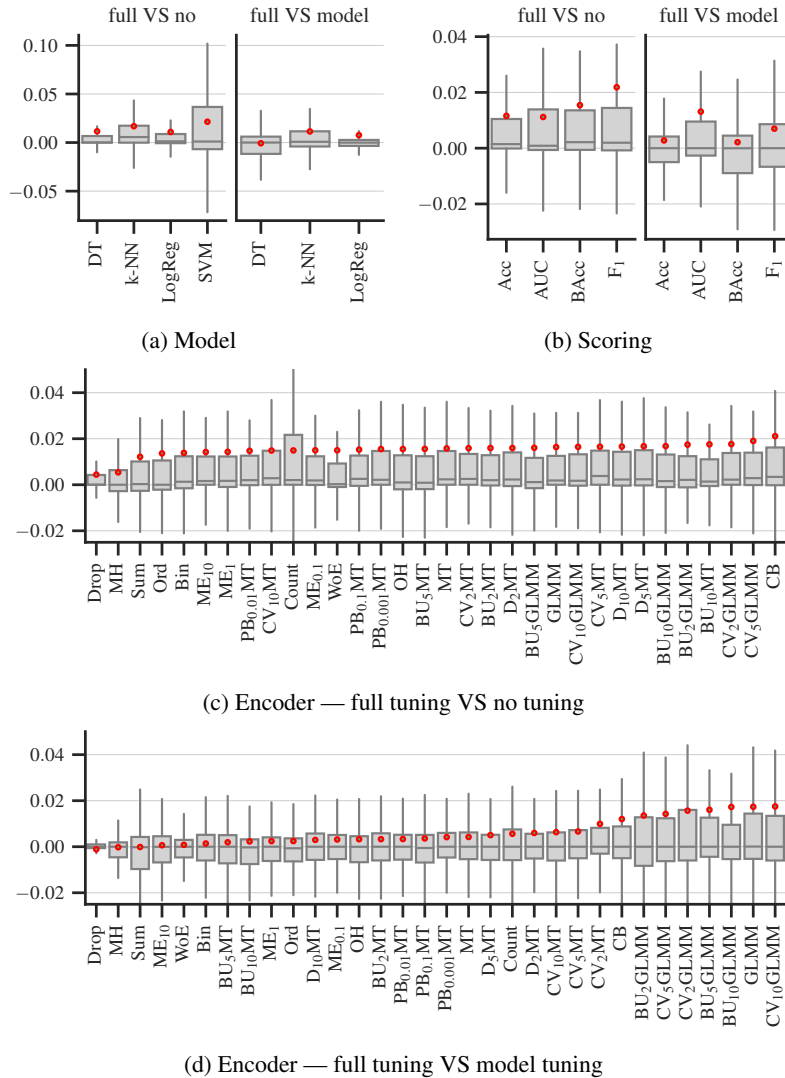 full VS no
full VS model
0.10
0.05
0.00
−0.05
DT
k-NN
LogReg
SVM
DT
k-NN
LogReg
(a) Model
full VS no
full VS model
0.04
0.02
0.00
−0.02
Acc
AUC
BAcc
F1
Acc
AUC
BAcc
F1
(b) Scoring
0.04
0.02
0.00
−0.02
Drop
MH
Sum
Ord
Bin
ME10
ME1
PB0.01MT
CV10MT
Count
ME0.1
WoE
PB0.1MT
PB0.001MT
OH
BU5MT
MT
CV2MT
BU2MT
D2MT
BU5GLMM
GLMM
CV10GLMM
CV5MT
D10MT
D5MT
BU10GLMM
BU2GLMM
BU10MT
CV2GLMM
CV5GLMM
CB
(c) Encoder — full tuning VS no tuning
0.04
0.02
0.00
−0.02
Drop
MH
Sum
ME10
WoE
Bin
BU5MT
BU10MT
ME1
Ord
D10MT
ME0.1
OH
BU2MT
PB0.01MT
PB0.1MT
PB0.001MT
MT
D5MT
Count
D2MT
CV10MT
CV5MT
CV2MT
CB
BU2GLMM
CV5GLMM
CV2GLMM
BU5GLMM
BU10GLMM
GLMM
CV10GLMM
(d) Encoder — full tuning VS model tuning